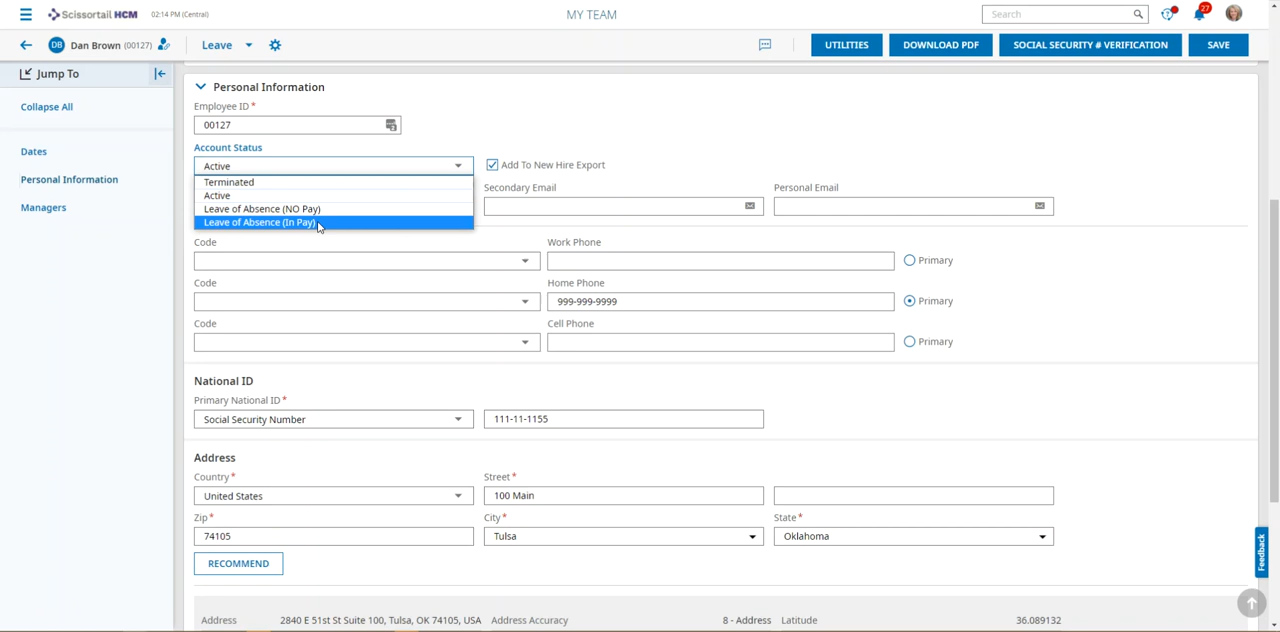 Scissortail HCM 02:14 PM (Central) MY TEAM Search 27
DB Dan Brown (00127) Leave UTILITIES DOWNLOAD PDF SOCIAL SECURITY # VERIFICATION SAVE
Jump To
Collapse All
Dates
Personal Information
Managers
Personal Information
Employee ID*
00127
Account Status
Active Add To New Hire Export
Terminated
Active
Leave of Absence (NO Pay)
Leave of Absence (In Pay)
Secondary Email Personal Email
Code Work Phone
Primary
Code Home Phone
999-999-9999 Primary
Code Cell Phone
Primary
National ID
Primary National ID*
Social Security Number 111-11-1155
Address
Country* Street*
United States 100 Main
Zip* City* State*
74105 Tulsa Oklahoma
RECOMMEND
Address 2840 E 51st St Suite 100, Tulsa, OK 74105, USA Address Accuracy 8 - Address Latitude 36.089132
Feedback